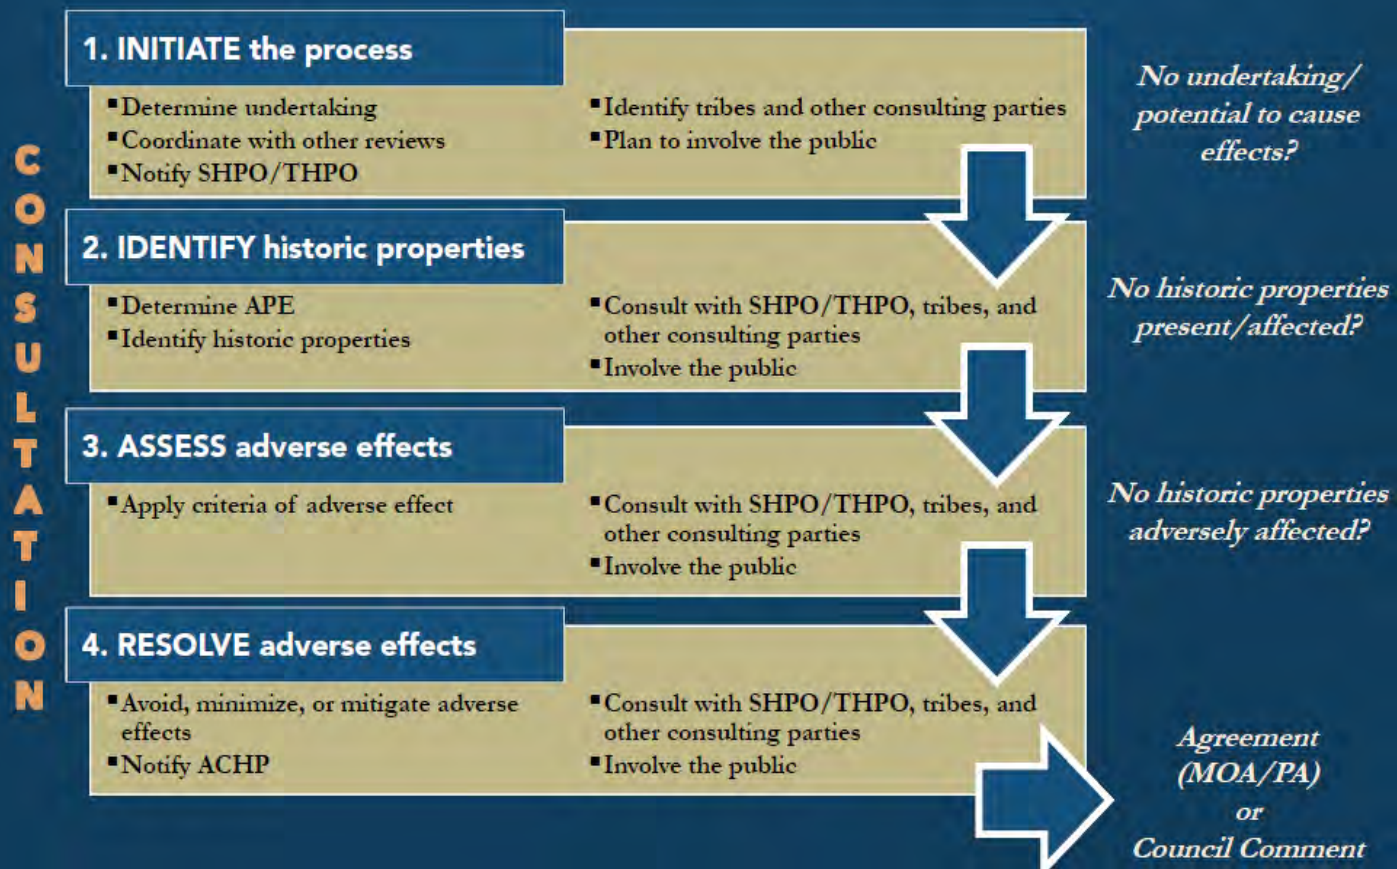 CONSULTATION
1. INITIATE the process
▪Determine undertaking
▪Coordinate with other reviews
▪Notify SHPO/THPO
▪Identify tribes and other consulting parties
▪Plan to involve the public
No undertaking/
potential to cause
effects?
2. IDENTIFY historic properties
▪Determine APE
▪Identify historic properties
▪Consult with SHPO/THPO, tribes, and
other consulting parties
▪Involve the public
No historic properties
present/affected?
3. ASSESS adverse effects
▪Apply criteria of adverse effect
▪Consult with SHPO/THPO, tribes, and
other consulting parties
▪Involve the public
No historic properties
adversely affected?
4. RESOLVE adverse effects
▪Avoid, minimize, or mitigate adverse
effects
▪Notify ACHP
▪Consult with SHPO/THPO, tribes, and
other consulting parties
▪Involve the public
Agreement
(MOA/PA)
or
Council Comment